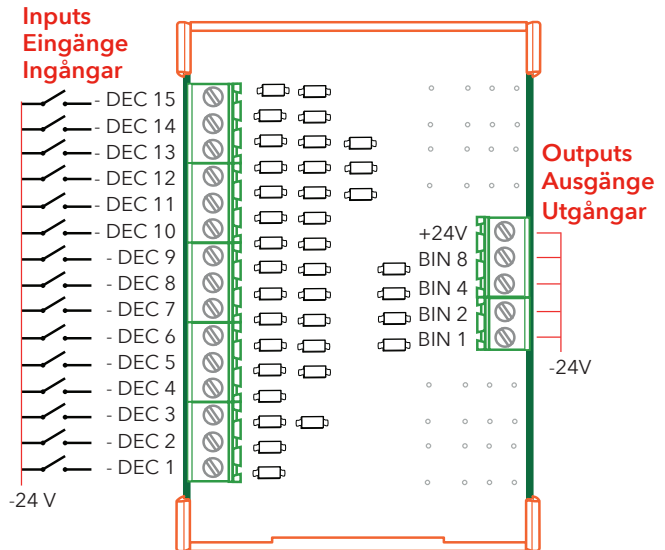 Inputs
Eingänge
Ingångar
- DEC 15
- DEC 14
- DEC 13
- DEC 12
- DEC 11
- DEC 10
- DEC 9
- DEC 8
- DEC 7
- DEC 6
- DEC 5
- DEC 4
- DEC 3
- DEC 2
- DEC 1
-24 V
Outputs
Ausgänge
Utgångar
+24V
BIN 8
BIN 4
BIN 2
BIN 1
-24V